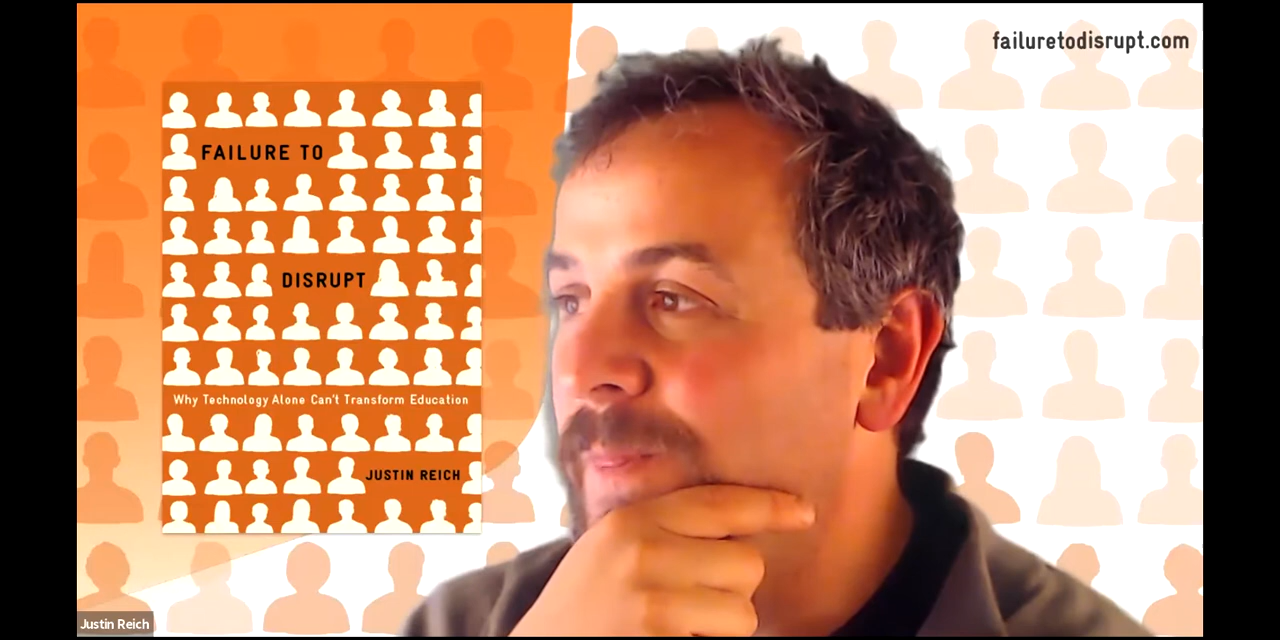 failuretodisrupt.com
FAILURE TO
DISRUPT
Why Technology Alone Can't Transform Education
JUSTIN REICH
Justin Reich